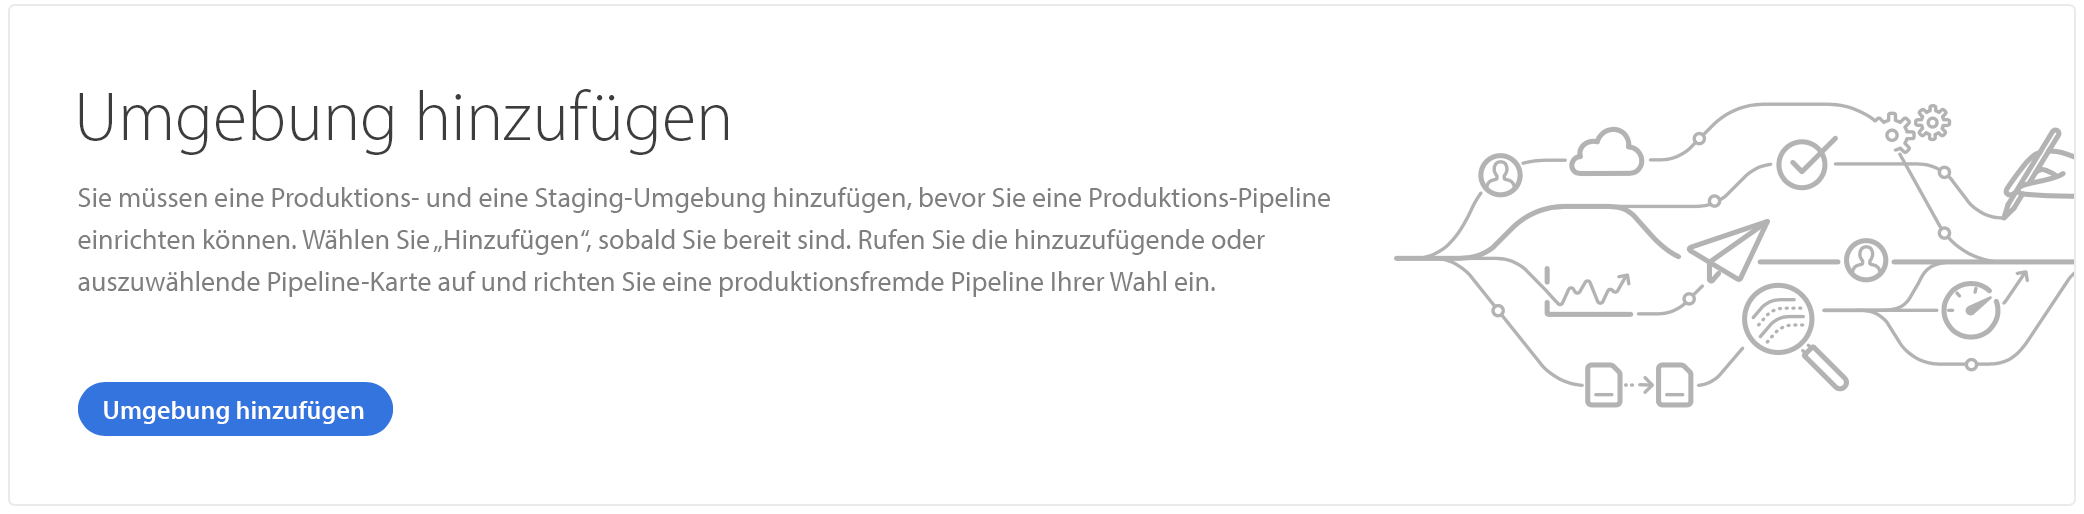 Umgebung hinzufügen
Sie müssen eine Produktions- und eine Staging-Umgebung hinzufügen, bevor Sie eine Produktions-Pipeline
einrichten können. Wählen Sie „Hinzufügen“, sobald Sie bereit sind. Rufen Sie die hinzuzufügende oder
auszuwählende Pipeline-Karte auf und richten Sie eine produktionsfremde Pipeline Ihrer Wahl ein.
Umgebung hinzufügen